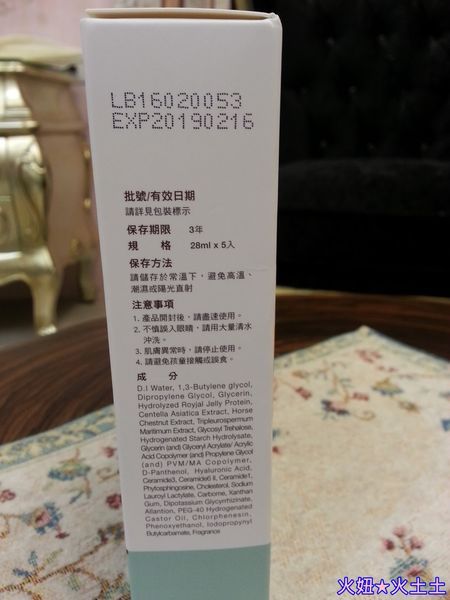 LB16020053
EXP20190216
批號/有效日期
請詳見包裝標示
保存期限 3年
規 格 28ml x 5入
保存方法
請儲存於常溫下，避免高溫、
潮濕或陽光直射
注意事項
1. 產品開封後，請盡速使用。
2. 不慎誤入眼睛，請用大量清水
沖洗。
3. 肌膚異常時，請停止使用。
4. 請避免孩童接觸或誤食。
成 分
D.I Water, 1,3-Butylene glycol,
Dipropylene Glycol, Glycerin,
Hydrolyzed Royjal Jelly Protein,
Centella Asiatica Extract, Horse
Chestnut Extract, Tripleurospermum
Maritimum Extract, Glycosyl Trehalose,
Hydrogenated Starch Hydrolysate,
Glycerin (and) Glyceryl Acrylate/ Acrylic
Acid Copolymer (and) Propylene Glycol
(and) PVM/MA Copolymer,
D-Panthenol, Hyaluronic Acid,
Ceramide3, Ceramide6 II, Ceramide1,
Phytosphingosine, Cholesterol, Sodium
Lauroyl Lactylate, Carborne, Xanthan
Gum, Dipotassium Glycyrrhizinate,
Allantion, PEG-40 Hydrogenated
Castor Oil, Chlorphesein,
Phenoxyethanol, Iodopropynyl
Butylcarbamate, Fragrance
火妞★火土土